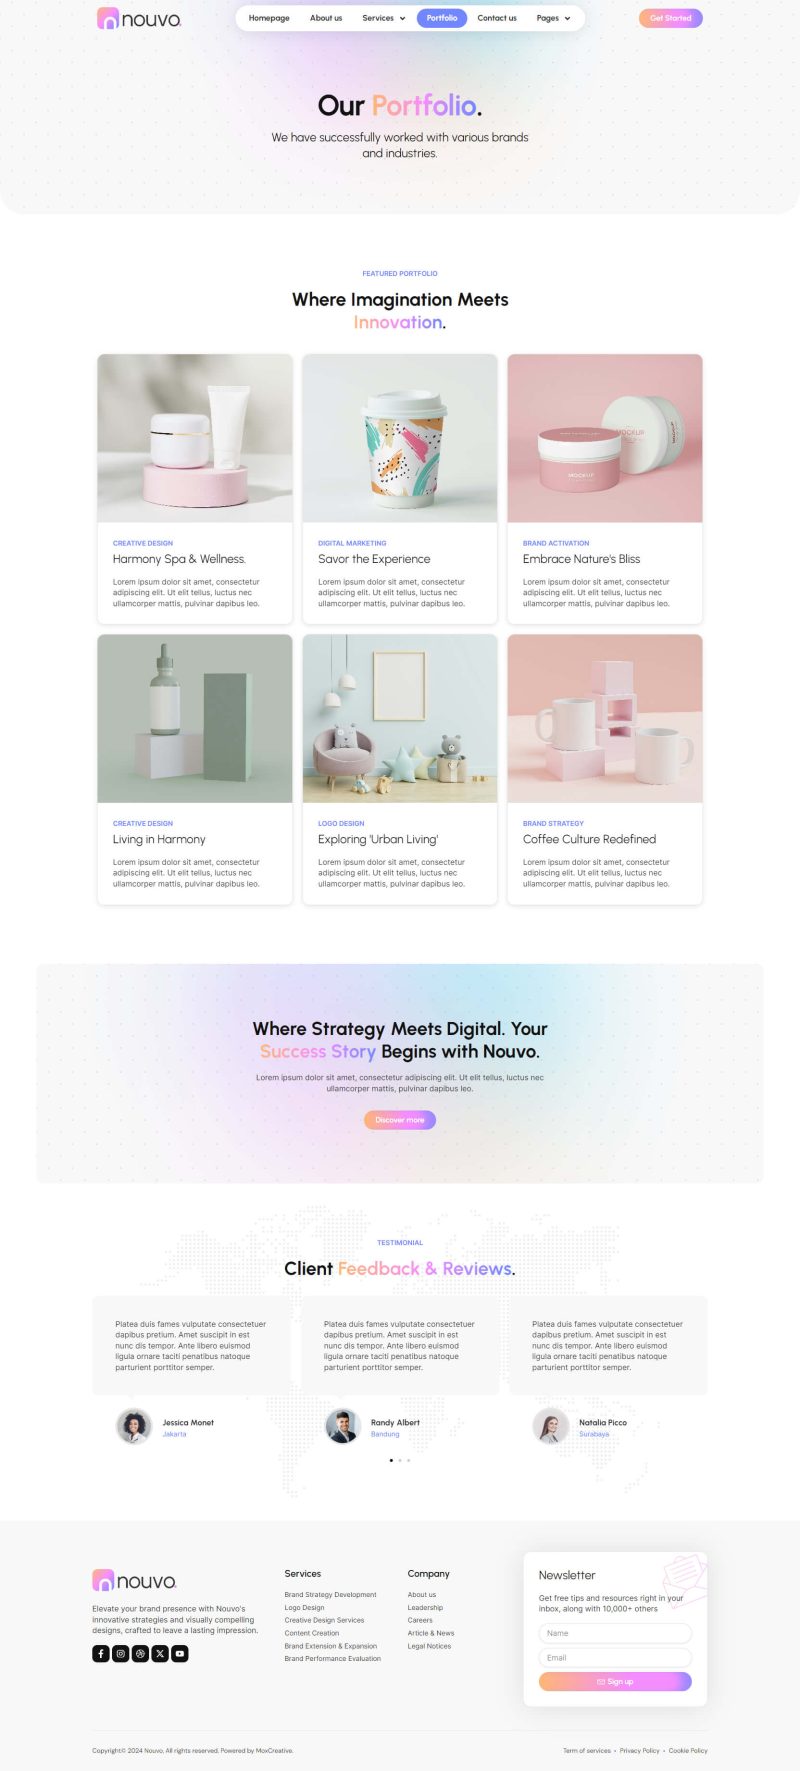 nouvo.
Homepage About us Services Portfolio Contact us Pages
Get Started
Our Portfolio.
We have successfully worked with various brands
and industries.
FEATURED PORTFOLIO
Where Imagination Meets
Innovation.
MOCKUP
MOCKUP
MOCKUP
CREATIVE DESIGN
Harmony Spa & Wellness.
Lorem ipsum dolor sit amet, consectetur
adipiscing elit. Ut elit tellus, luctus nec
ullamcorper mattis, pulvinar dapibus leo.
DIGITAL MARKETING
Savor the Experience
Lorem ipsum dolor sit amet, consectetur
adipiscing elit. Ut elit tellus, luctus nec
ullamcorper mattis, pulvinar dapibus leo.
BRAND ACTIVATION
Embrace Nature's Bliss
Lorem ipsum dolor sit amet, consectetur
adipiscing elit. Ut elit tellus, luctus nec
ullamcorper mattis, pulvinar dapibus leo.
CREATIVE DESIGN
Living in Harmony
Lorem ipsum dolor sit amet, consectetur
adipiscing elit. Ut elit tellus, luctus nec
ullamcorper mattis, pulvinar dapibus leo.
LOGO DESIGN
Exploring 'Urban Living'
Lorem ipsum dolor sit amet, consectetur
adipiscing elit. Ut elit tellus, luctus nec
ullamcorper mattis, pulvinar dapibus leo.
BRAND STRATEGY
Coffee Culture Redefined
Lorem ipsum dolor sit amet, consectetur
adipiscing elit. Ut elit tellus, luctus nec
ullamcorper mattis, pulvinar dapibus leo.
Where Strategy Meets Digital. Your
Success Story Begins with Nouvo.
Lorem ipsum dolor sit amet, consectetur adipiscing elit. Ut elit tellus, luctus nec
ullamcorper mattis, pulvinar dapibus leo.
Discover more
TESTIMONIAL
Client Feedback & Reviews.
Platea duis fames vulputate consectetuer
dapibus pretium. Amet suscipit in est
nunc dis tempor. Ante libero euismod
ligula ornare taciti penatibus natoque
parturient porttitor semper.
Jessica Monet
Jakarta
Platea duis fames vulputate consectetuer
dapibus pretium. Amet suscipit in est
nunc dis tempor. Ante libero euismod
ligula ornare taciti penatibus natoque
parturient porttitor semper.
Randy Albert
Bandung
Platea duis fames vulputate consectetuer
dapibus pretium. Amet suscipit in est
nunc dis tempor. Ante libero euismod
ligula ornare taciti penatibus natoque
parturient porttitor semper.
Natalia Picco
Surabaya
nouvo.
Elevate your brand presence with Nouvo's
innovative strategies and visually compelling
designs, crafted to leave a lasting impression.
Services
Brand Strategy Development
Logo Design
Creative Design Services
Content Creation
Brand Extension & Expansion
Brand Performance Evaluation
Company
About us
Leadership
Careers
Article & News
Legal Notices
Newsletter
Get free tips and resources right in your
inbox, along with 10,000+ others
Name
Email
Sign up
Copyright© 2024 Nouvo, All rights reserved. Powered by MoxCreative.
Term of services • Privacy Policy • Cookie Policy